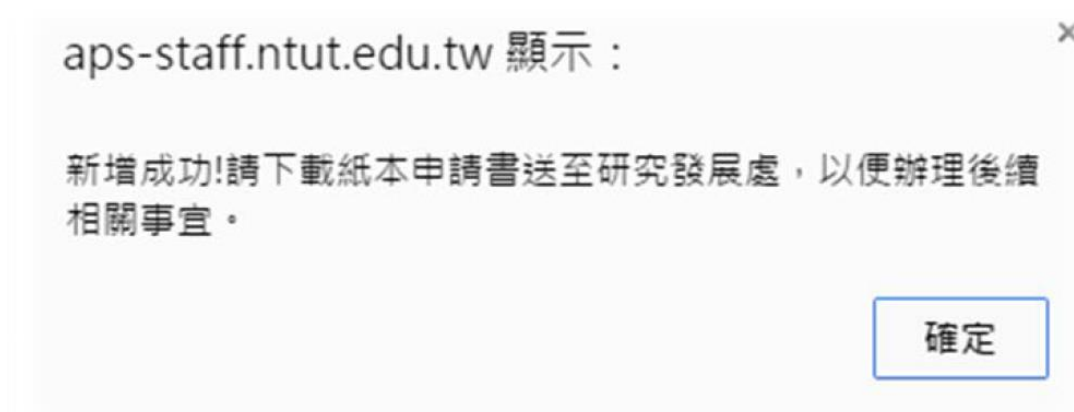 aps-staff.ntut.edu.tw 顯示：
新增成功!請下載紙本申請書送至研究發展處，以便辦理後續
相關事宜。
確定